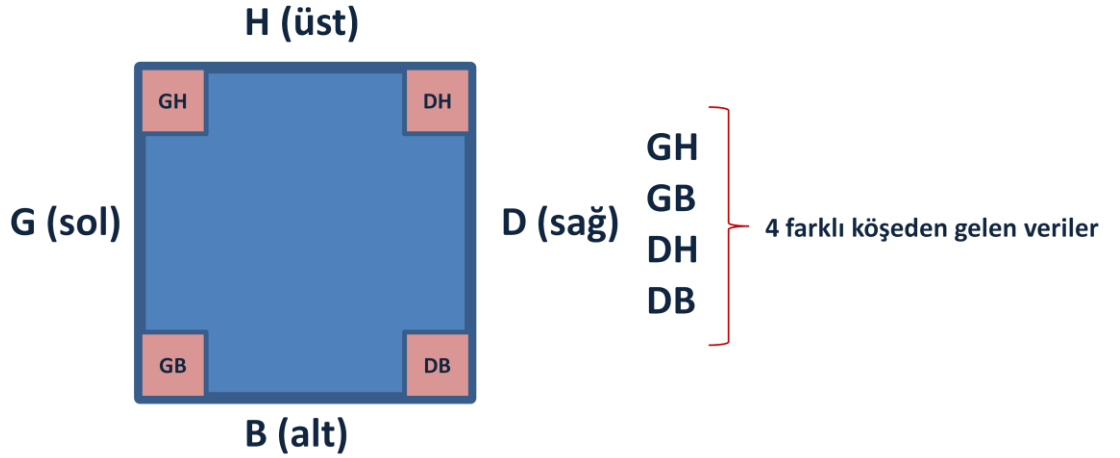 H (üst)
GH
DH
G (sol)
D (sağ)
GB
DB
B (alt)
GH
GB
DH
DB
4 farklı köşeden gelen veriler